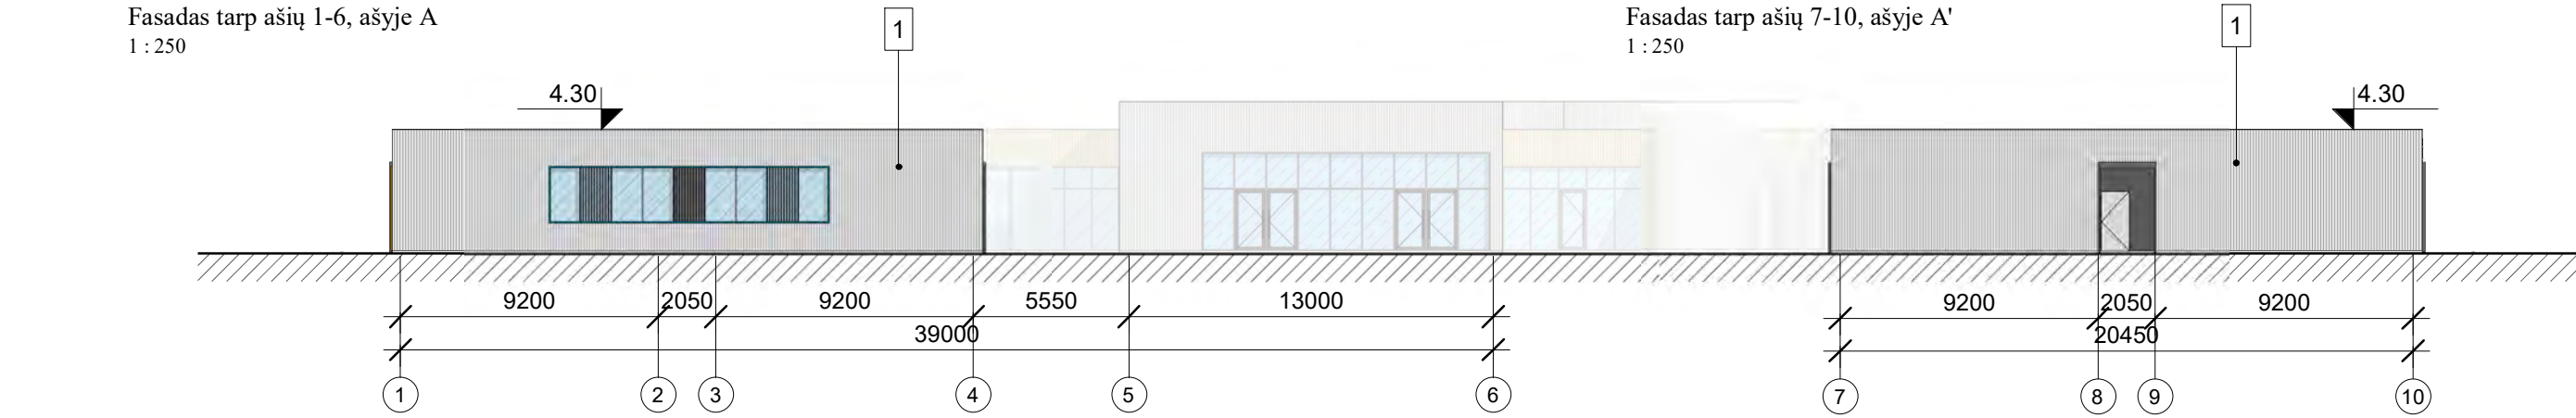 Fasadas tarp ašių 1-6, ašyje A
1 : 250
1
4.30
9200 2050 9200 5550 13000
39000
1 2 3 4 5 6
Fasadas tarp ašių 7-10, ašyje A'
1 : 250
1
4.30
9200 2050 9200
20450
7 8 9 10